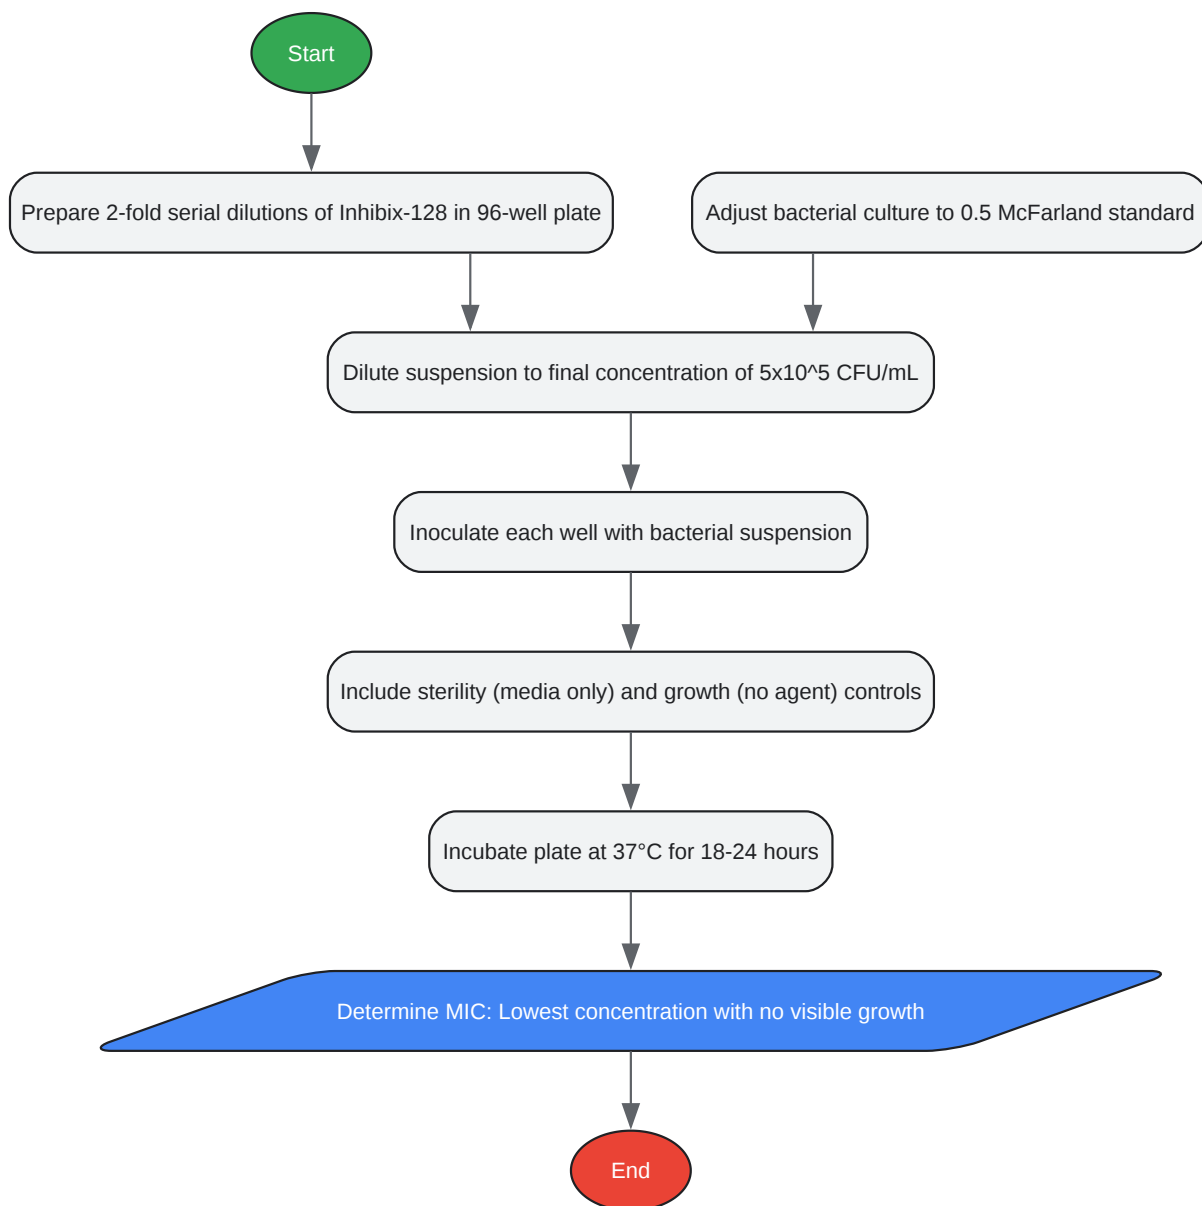 Start
Prepare 2-fold serial dilutions of Inhibix-128 in 96-well plate
Adjust bacterial culture to 0.5 McFarland standard
Dilute suspension to final concentration of 5x10^5 CFU/mL
Inoculate each well with bacterial suspension
Include sterility (media only) and growth (no agent) controls
Incubate plate at 37°C for 18-24 hours
Determine MIC: Lowest concentration with no visible growth
End